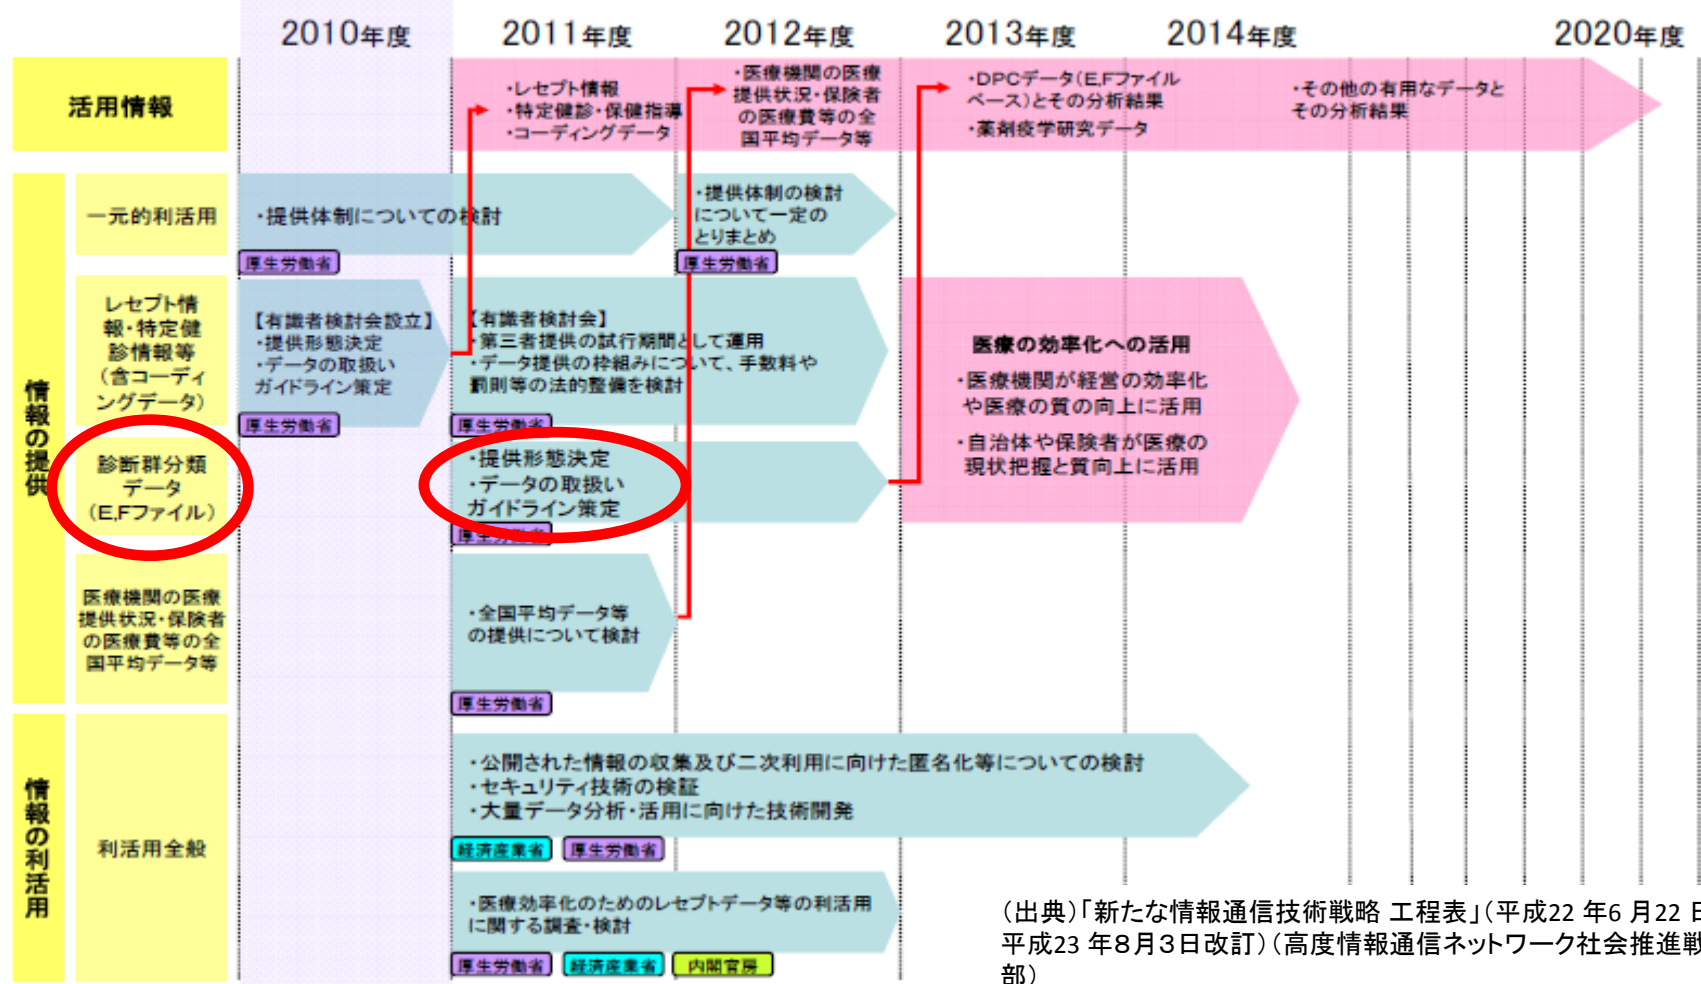 2010年度
2011年度
2012年度
2013年度
2014年度
2020年度
活用情報
・レセプト情報
・特定健診・保健指導
・コーディングデータ
・医療機関の医療
提供状況・保険者
の医療費等の全
国平均データ等
・DPCデータ(E,Fファイル
ベース)とその分析結果
・薬剤疫学研究データ
・その他の有用なデータと
その分析結果
情報の提供
一元的利活用
・提供体制についての検討
厚生労働省
・提供体制の検討
について一定の
とりまとめ
厚生労働省
レセプト情
報・特定健
診情報等
(含コーディ
ングデータ)
【有識者検討会設立】
・提供形態決定
・データの取扱い
ガイドライン策定
厚生労働省
【有識者検討会】
・第三者提供の試行期間として運用
・データ提供の枠組みについて、手数料や
罰則等の法的整備を検討
厚生労働省
医療の効率化への活用
・医療機関が経営の効率化
や医療の質の向上に活用
・自治体や保険者が医療の
現状把握と質向上に活用
診断群分類
データ
(E,Fファイル)
・提供形態決定
・データの取扱い
ガイドライン策定
厚生労働省
医療機関の医療
提供状況・保険者
の医療費等の全
国平均データ等
・全国平均データ等
の提供について検討
厚生労働省
情報の利活用
利活用全般
・公開された情報の収集及び二次利用に向けた匿名化等についての検討
・セキュリティ技術の検証
・大量データ分析・活用に向けた技術開発
経済産業省
厚生労働省
・医療効率化のためのレセプトデータ等の利活用
に関する調査・検討
厚生労働省
経済産業省
内閣官房
(出典)「新たな情報通信技術戦略 工程表」(平成22 年6 月22 日
平成23 年8月3日改訂)(高度情報通信ネットワーク社会推進戦
部)